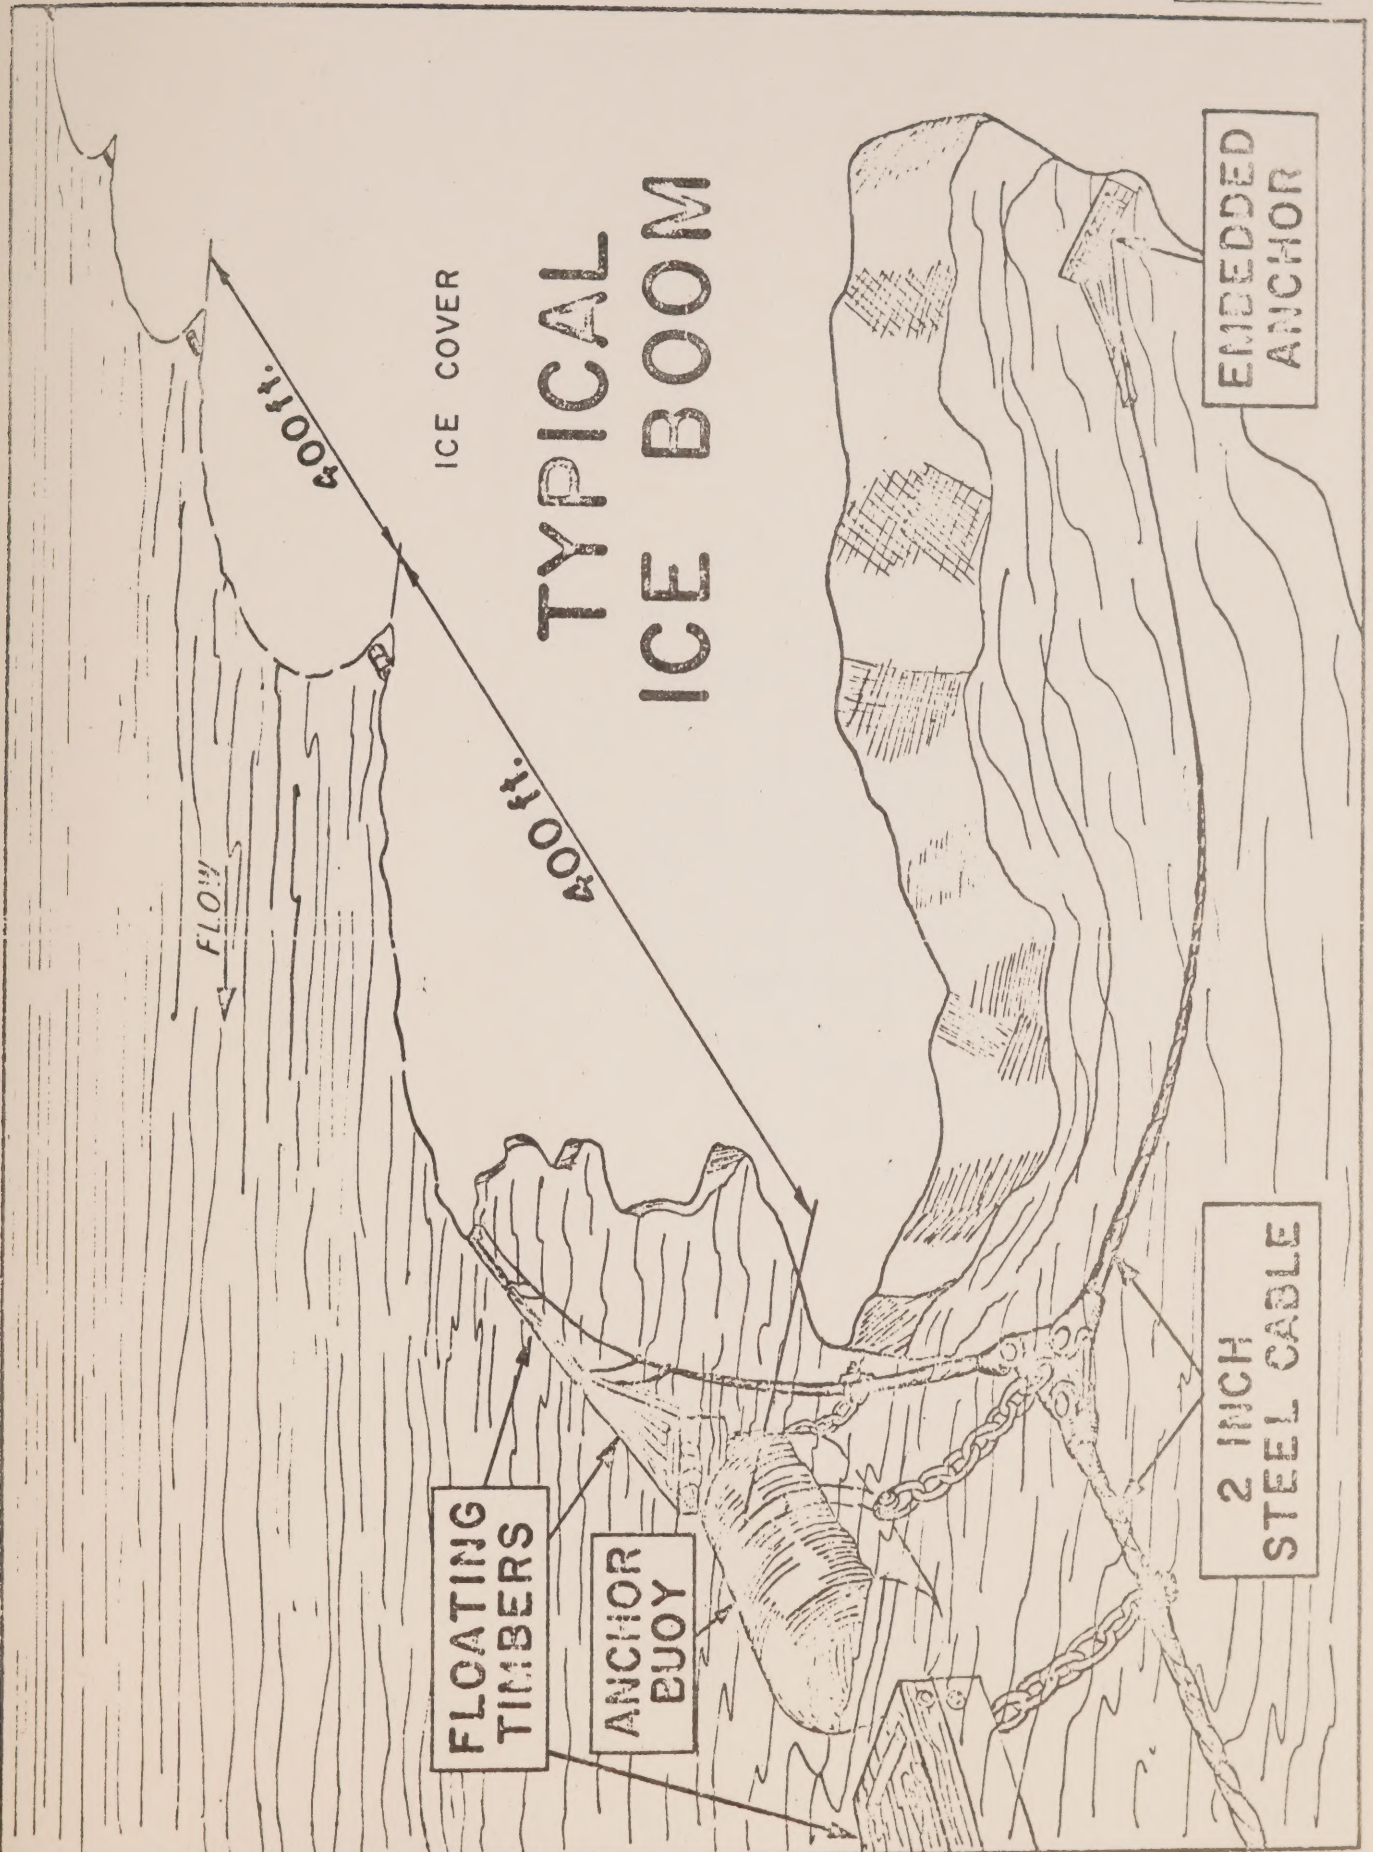 TYPICAL
ICE BOOM
ICE COVER
400 ft.
400 ft.
FLOW
FLOATING
TIMBERS
ANCHOR
BUOY
2 INCH
STEEL CABLE
EMBEDDED
ANCHOR